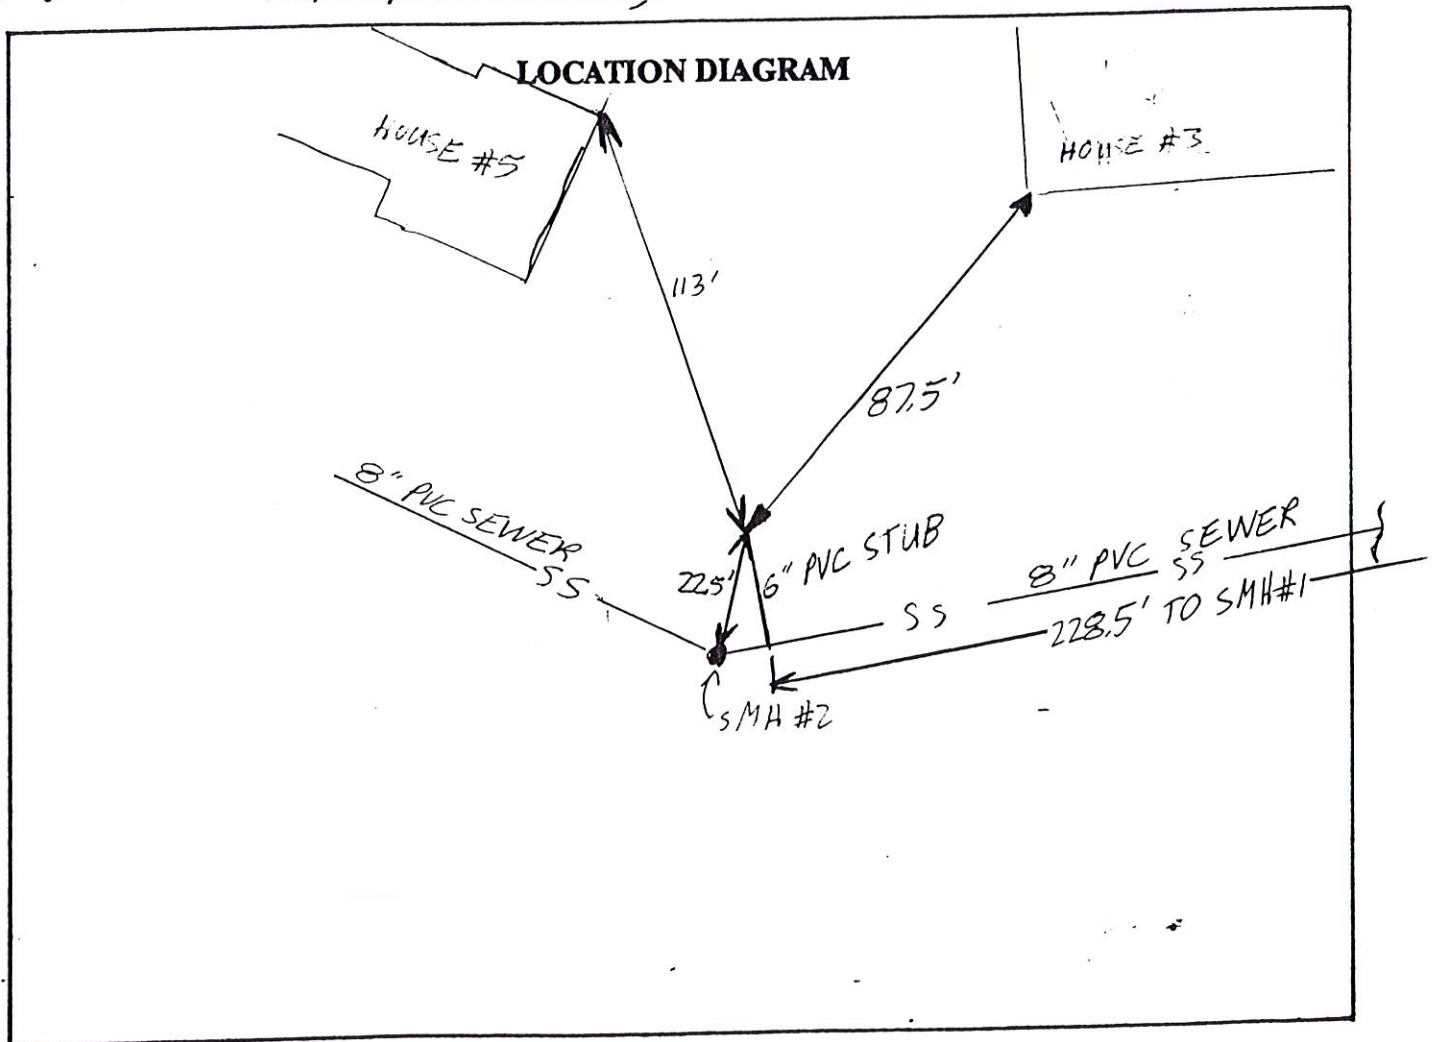 LOCATION DIAGRAM
HOUSE #5
HOUSE #3
113'
87.5'
8" PVC SEWER
SS
22.5'
6" PVC STUB
SS
8" PVC SEWER
SS
228.5' TO SMH#1
SMH #2